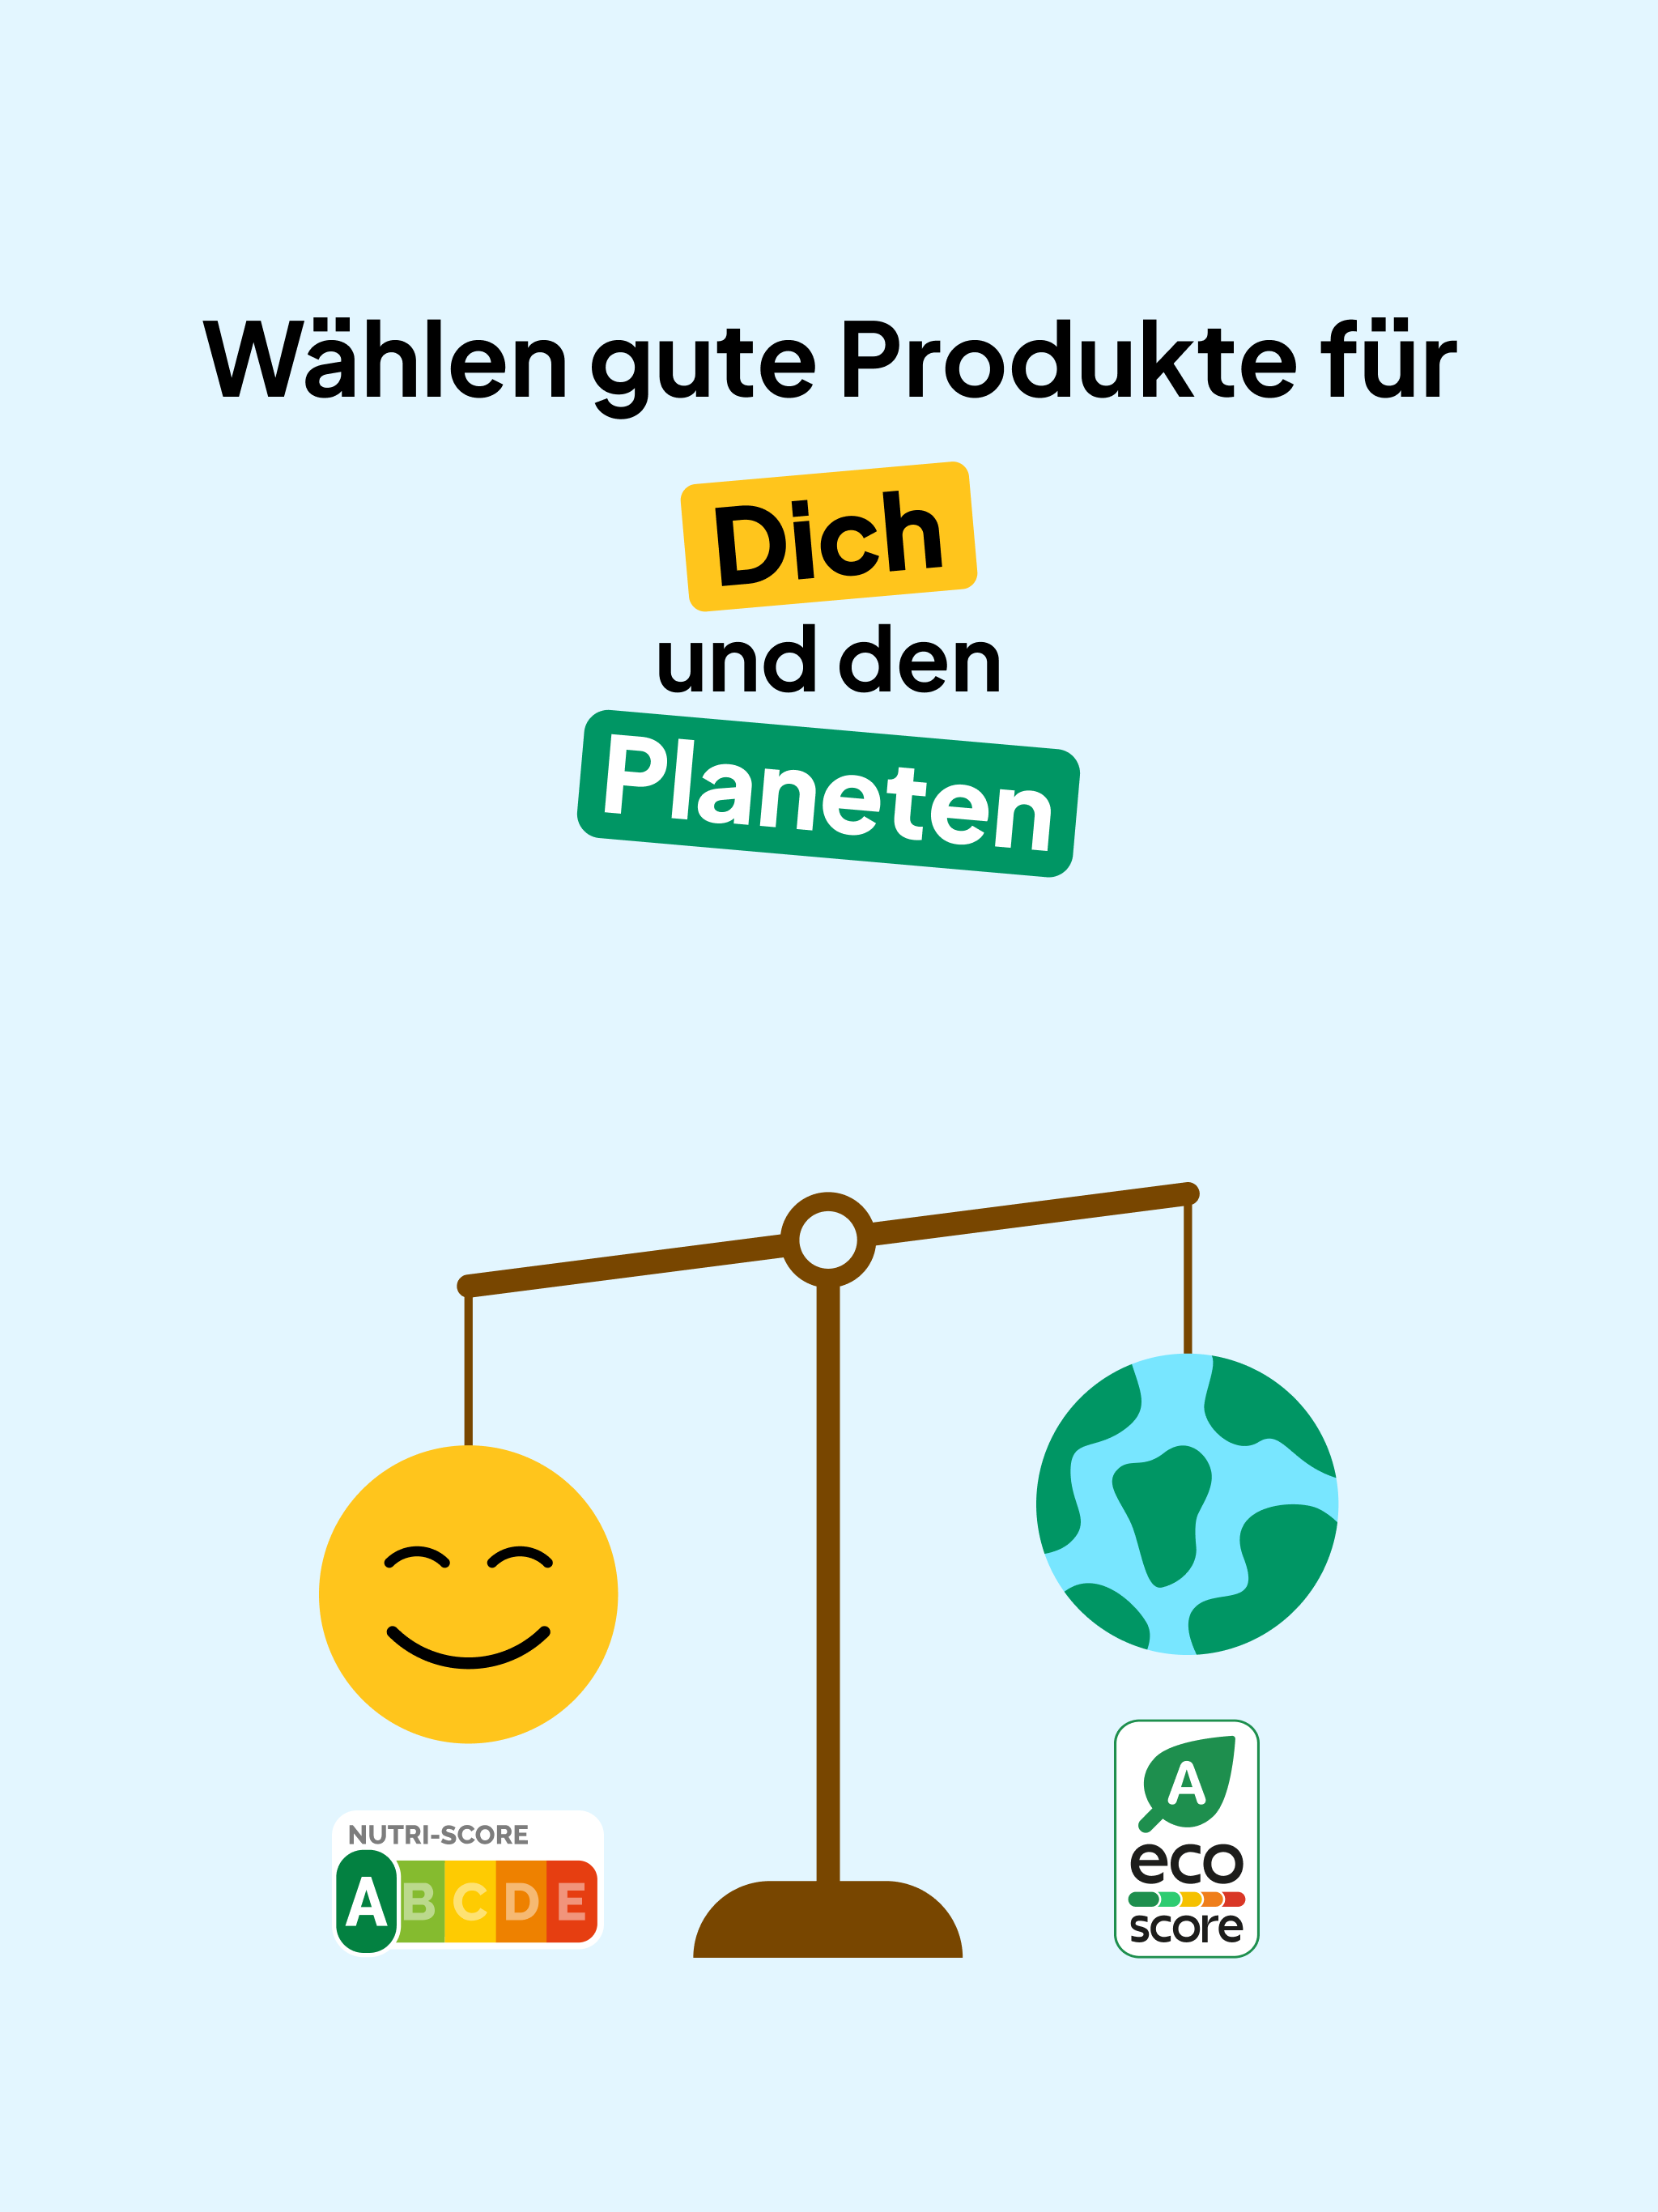 Wählen gute Produkte für
Dich
und den
Planeten
NUTRI-SCORE
A B C D E
A
eco
score